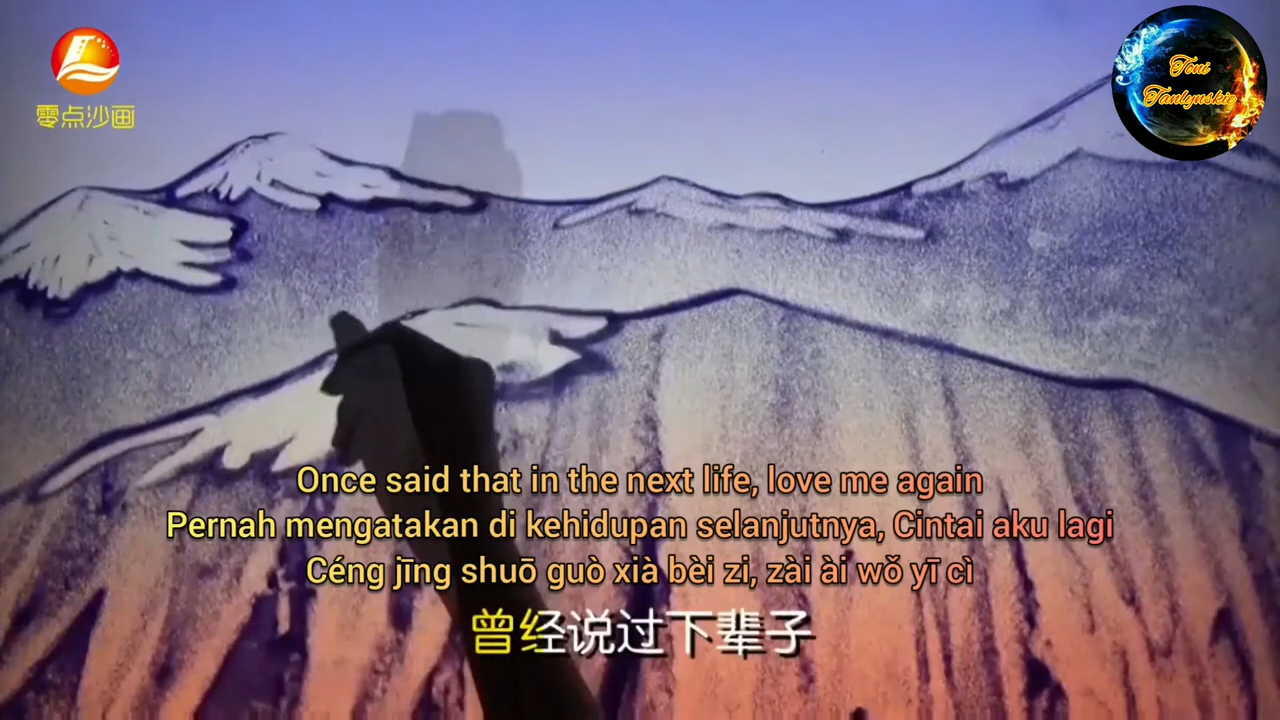 零点沙画
Toni
Tanlynskie
Once said that in the next life, love me again
Pernah mengatakan di kehidupan selanjutnya, Cintai aku lagi
Céng jīng shuō guò xià bèi zi, zài ài wǒ yī cì
曾经说过下辈子